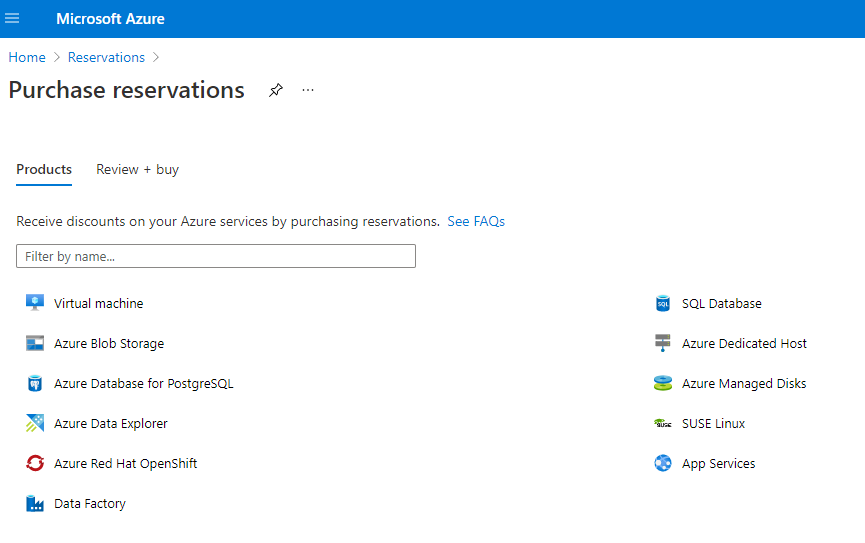 Microsoft Azure
Home > Reservations >
Purchase reservations
Products Review + buy
Receive discounts on your Azure services by purchasing reservations. See FAQs
Filter by name...
Virtual machine
SQL Database
Azure Blob Storage
Azure Dedicated Host
Azure Database for PostgreSQL
Azure Managed Disks
Azure Data Explorer
SUSE Linux
Azure Red Hat OpenShift
App Services
Data Factory